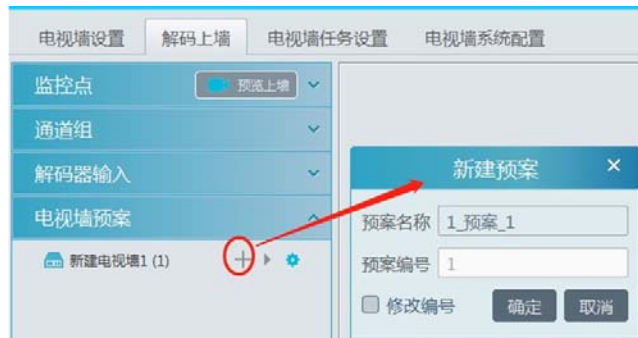 电视墙设置 解码上墙 电视墙任务设置 电视墙系统配置
监控点 预览上墙
通道组
解码器输入
电视墙预案
新建电视墙1 (1)
新建预案 ×
预案名称 1_预案_1
预案编号 1
修改编号 确定 取消